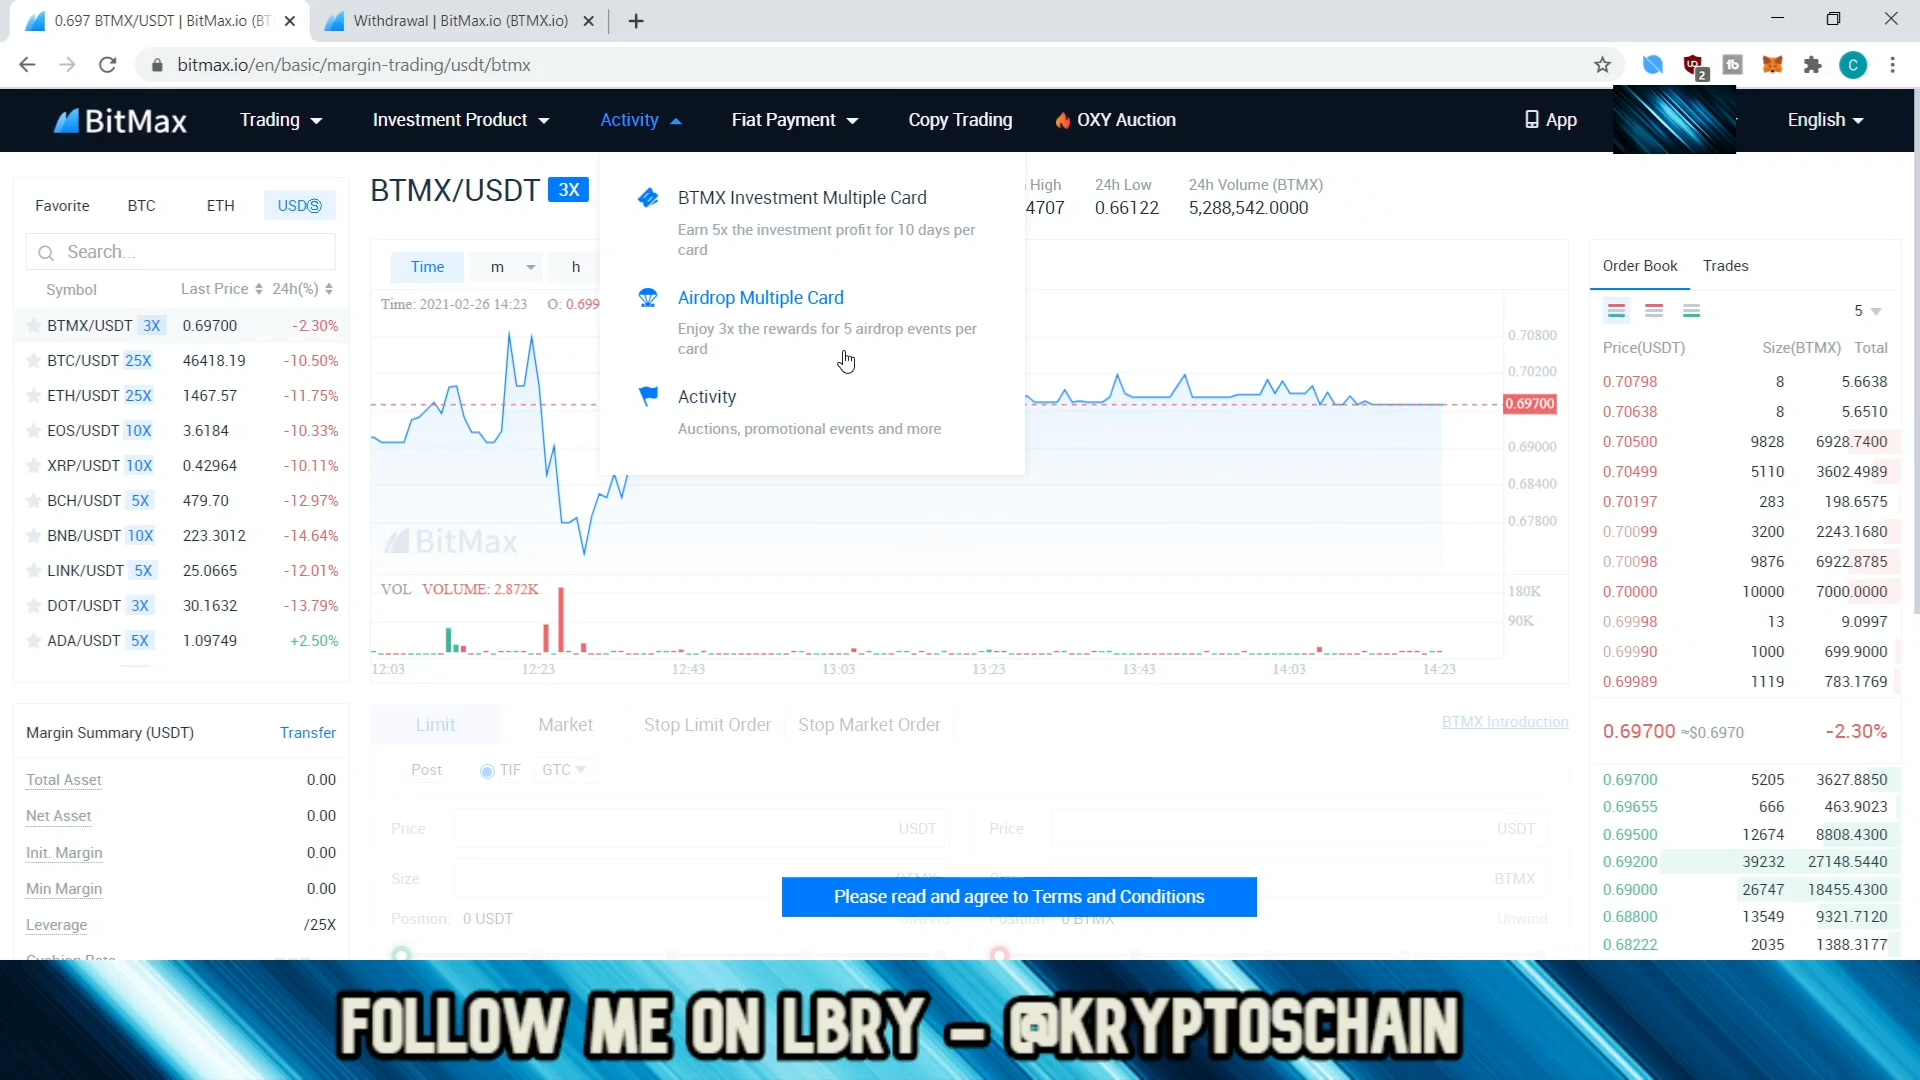 0.697 BTMX/USDT | BitMax.io (BT
Withdrawal | BitMax.io (BTMX.io)
bitmax.io/en/basic/margin-trading/usdt/btmx
2
C
BitMax
Trading
Investment Product
Activity
Fiat Payment
Copy Trading
OXY Auction
App
English
Favorite
BTC
ETH
USDⓈ
Search...
Symbol Last Price 24h(%)
BTMX/USDT 3X 0.69700 -2.30%
BTC/USDT 25X 46418.19 -10.50%
ETH/USDT 25X 1467.57 -11.75%
EOS/USDT 10X 3.6184 -10.33%
XRP/USDT 10X 0.42964 -10.11%
BCH/USDT 5X 479.70 -12.97%
BNB/USDT 10X 223.3012 -14.64%
LINK/USDT 5X 25.0665 -12.01%
DOT/USDT 3X 30.1632 -13.79%
ADA/USDT 5X 1.09749 +2.50%
Margin Summary (USDT) Transfer
Total Asset 0.00
Net Asset 0.00
Init. Margin 0.00
Min Margin 0.00
Leverage /25X
BTMX/USDT 3X
High
4707
24h Low
0.66122
24h Volume (BTMX)
5,288,542.0000
BTMX Investment Multiple Card
Earn 5x the investment profit for 10 days per
card
Airdrop Multiple Card
Enjoy 3x the rewards for 5 airdrop events per
card
Activity
Auctions, promotional events and more
Time m h
Time: 2021-02-26 14:23 O: 0.699
0.70800
0.70200
0.69700
0.69000
0.68400
0.67800
BitMax
VOL VOLUME: 2.872K
180K
90K
12:03 12:23 12:43 13:03 13:23 13:43 14:03 14:23
Limit Market Stop Limit Order Stop Market Order
BTMX Introduction
Post TIF GTC
Price USDT
Price USDT
Size
BTMX
Position: 0 USDT
Position: 0 BTMX
Unwind
Please read and agree to Terms and Conditions
Order Book Trades
5
Price(USDT) Size(BTMX) Total
0.70798 8 5.6638
0.70638 8 5.6510
0.70500 9828 6928.7400
0.70499 5110 3602.4989
0.70197 283 198.6575
0.70099 3200 2243.1680
0.70098 9876 6922.8785
0.70000 10000 7000.0000
0.69998 13 9.0997
0.69990 1000 699.9000
0.69989 1119 783.1769
0.69700 ≈$0.6970 -2.30%
0.69700 5205 3627.8850
0.69655 666 463.9023
0.69500 12674 8808.4300
0.69200 39232 27148.5440
0.69000 26747 18455.4300
0.68800 13549 9321.7120
0.68222 2035 1388.3177
FOLLOW ME ON LBRY - @KRYPTOSCHAIN